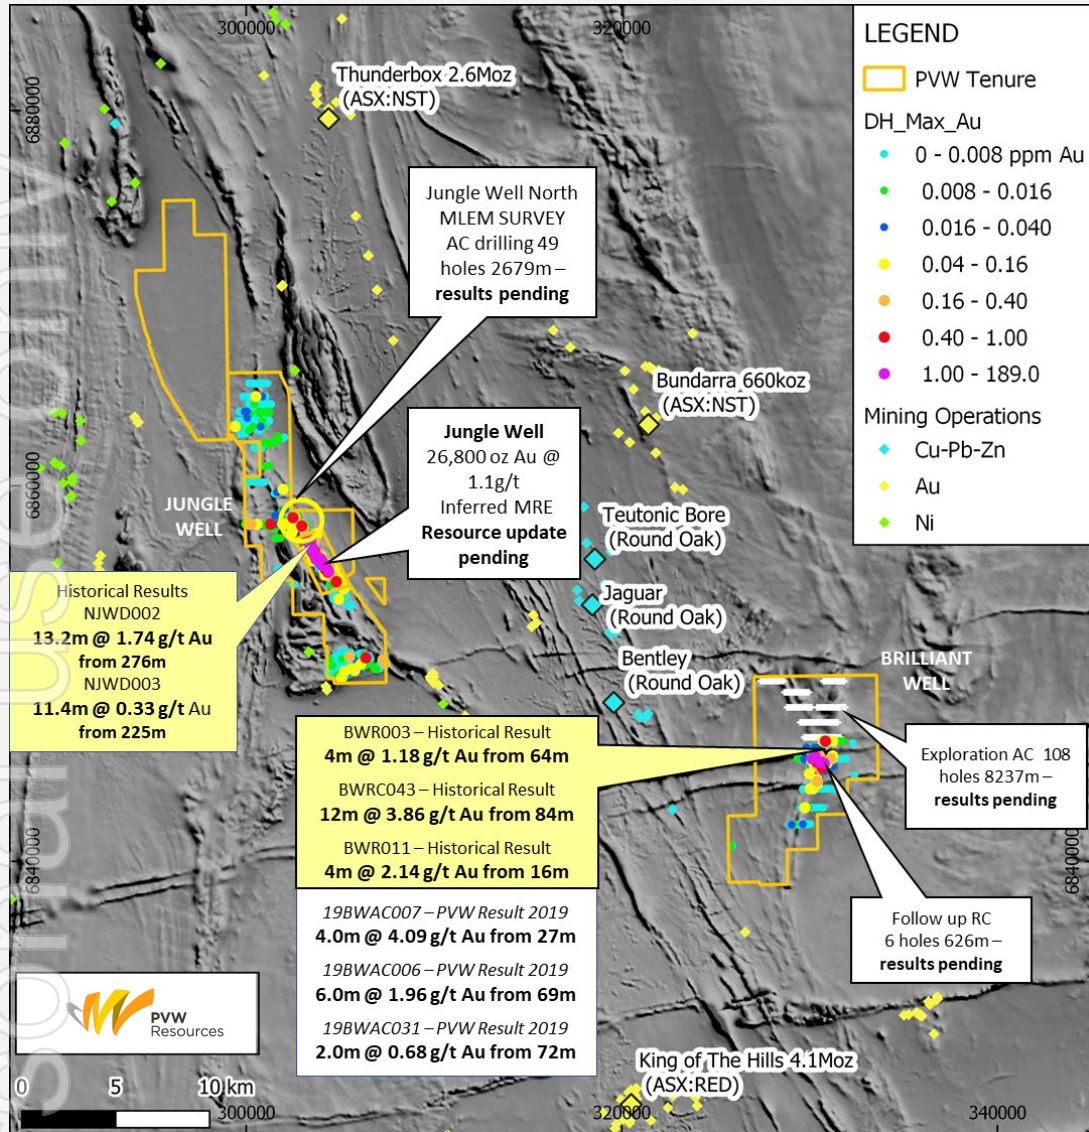 300000
320000
6880000
6860000
6840000
Thunderbox 2.6Moz
(ASX:NST)
LEGEND
PVW Tenure
DH_Max_Au
0 - 0.008 ppm Au
0.008 - 0.016
0.016 - 0.040
0.04 - 0.16
0.16 - 0.40
0.40 - 1.00
1.00 - 189.0
Mining Operations
Cu-Pb-Zn
Au
Ni
Jungle Well North
MLEM SURVEY
AC drilling 49
holes 2679m –
results pending
Bundarra 660koz
(ASX:NST)
Jungle Well
26,800 oz Au @
1.1g/t
Inferred MRE
Resource update
pending
JUNGLE
WELL
Teutonic Bore
(Round Oak)
Jaguar
(Round Oak)
Bentley
(Round Oak)
Historical Results
NJWD002
13.2m @ 1.74 g/t Au
from 276m
NJWD003
11.4m @ 0.33 g/t Au
from 225m
BRILLIANT
WELL
BWR003 – Historical Result
4m @ 1.18 g/t Au from 64m
BWRC043 – Historical Result
12m @ 3.86 g/t Au from 84m
BWR011 – Historical Result
4m @ 2.14 g/t Au from 16m
19BWAC007 – PVW Result 2019
4.0m @ 4.09 g/t Au from 27m
19BWAC006 – PVW Result 2019
6.0m @ 1.96 g/t Au from 69m
19BWAC031 – PVW Result 2019
2.0m @ 0.68 g/t Au from 72m
Exploration AC 108
holes 8237m –
results pending
6840000
Follow up RC
6 holes 626m –
results pending
PVW
Resources
King of The Hills 4.1Moz
(ASX:RED)
0 5 10 km
300000
320000
340000
sonal use only